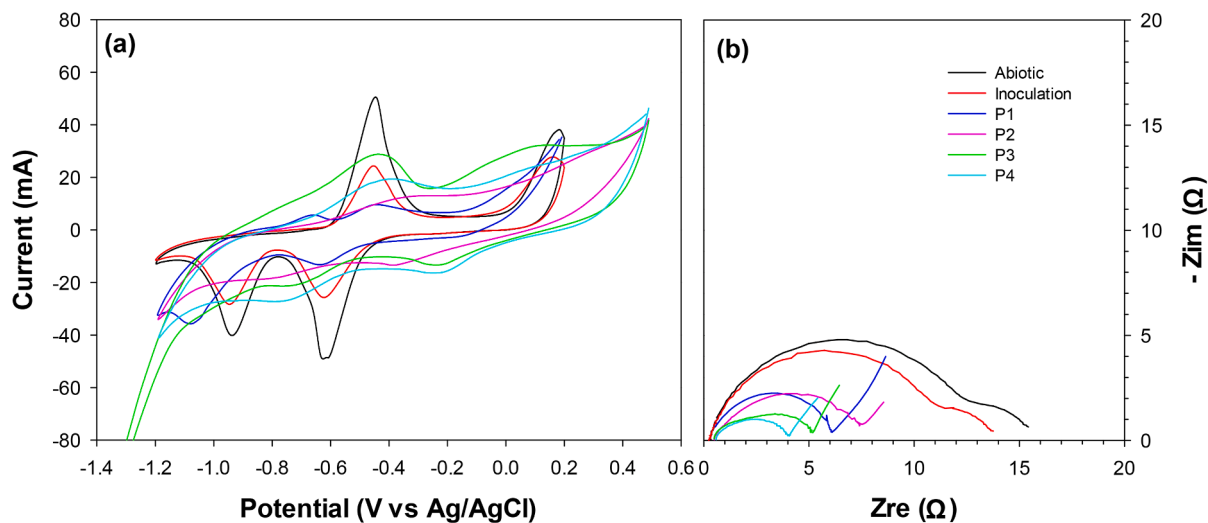 (a)
80
60
40
20
0
-20
-40
-60
-80
Current (mA)
-1.4 -1.2 -1.0 -0.8 -0.6 -0.4 -0.2 0.0 0.2 0.4 0.6
Potential (V vs Ag/AgCl)
(b)
Abiotic
Inoculation
P1
P2
P3
P4
20
15
10
5
0
- Zim (Ω)
0 5 10 15 20
Zre (Ω)